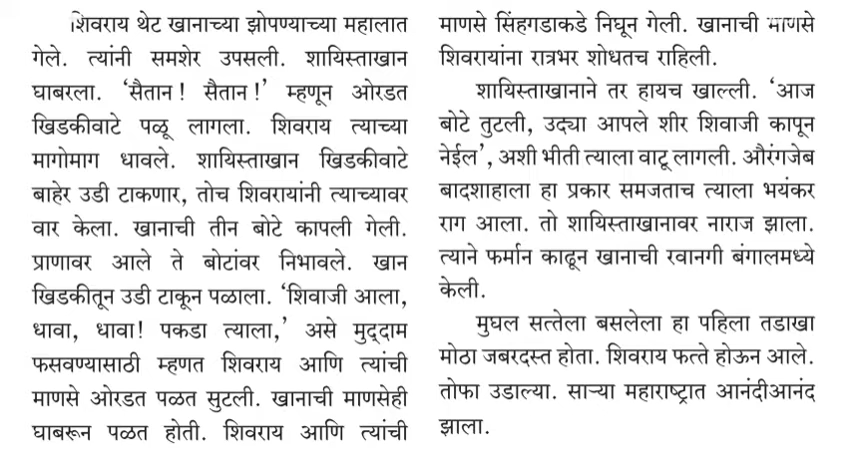 शिवराय थेट खानाच्या झोपण्याच्या महालात
गेले. त्यांनी समशेर उपसली. शायिस्ताखान
घाबरला. ‘सैतान! सैतान!’ म्हणून ओरडत
खिडकीवाटे पळू लागला. शिवराय त्याच्या
मागोमाग धावले. शायिस्ताखान खिडकीवाटे
बाहेर उडी टाकणार, तोच शिवरायांनी त्याच्यावर
वार केला. खानाची तीन बोटे कापली गेली.
प्राणावर आले ते बोटांवर निभावले. खान
खिडकीतून उडी टाकून पळाला. ‘शिवाजी आला,
धावा, धावा! पकडा त्याला,’ असे मुद्दाम
फसवण्यासाठी म्हणत शिवराय आणि त्यांची
माणसे ओरडत पळत सुटली. खानाची माणसेही
घाबरून पळत होती. शिवराय आणि त्यांची
माणसे सिंहगडाकडे निघून गेली. खानाची माणसे
शिवरायांना रात्रभर शोधतच राहिली.
शायिस्ताखानाने तर हायच खाल्ली. ‘आज
बोटे तुटली, उद्या आपले शीर शिवाजी कापून
नेईल’, अशी भीती त्याला वाटू लागली. औरंगजेब
बादशाहाला हा प्रकार समजताच त्याला भयंकर
राग आला. तो शायिस्ताखानावर नाराज झाला.
त्याने फर्मान काढून खानाची रवानगी बंगालमध्ये
केली.
मुघल सत्तेला बसलेला हा पहिला तडाखा
मोठा जबरदस्त होता. शिवराय फत्ते होऊन आले.
तोफा उडाल्या. साऱ्या महाराष्ट्रात आनंदीआनंद
झाला.